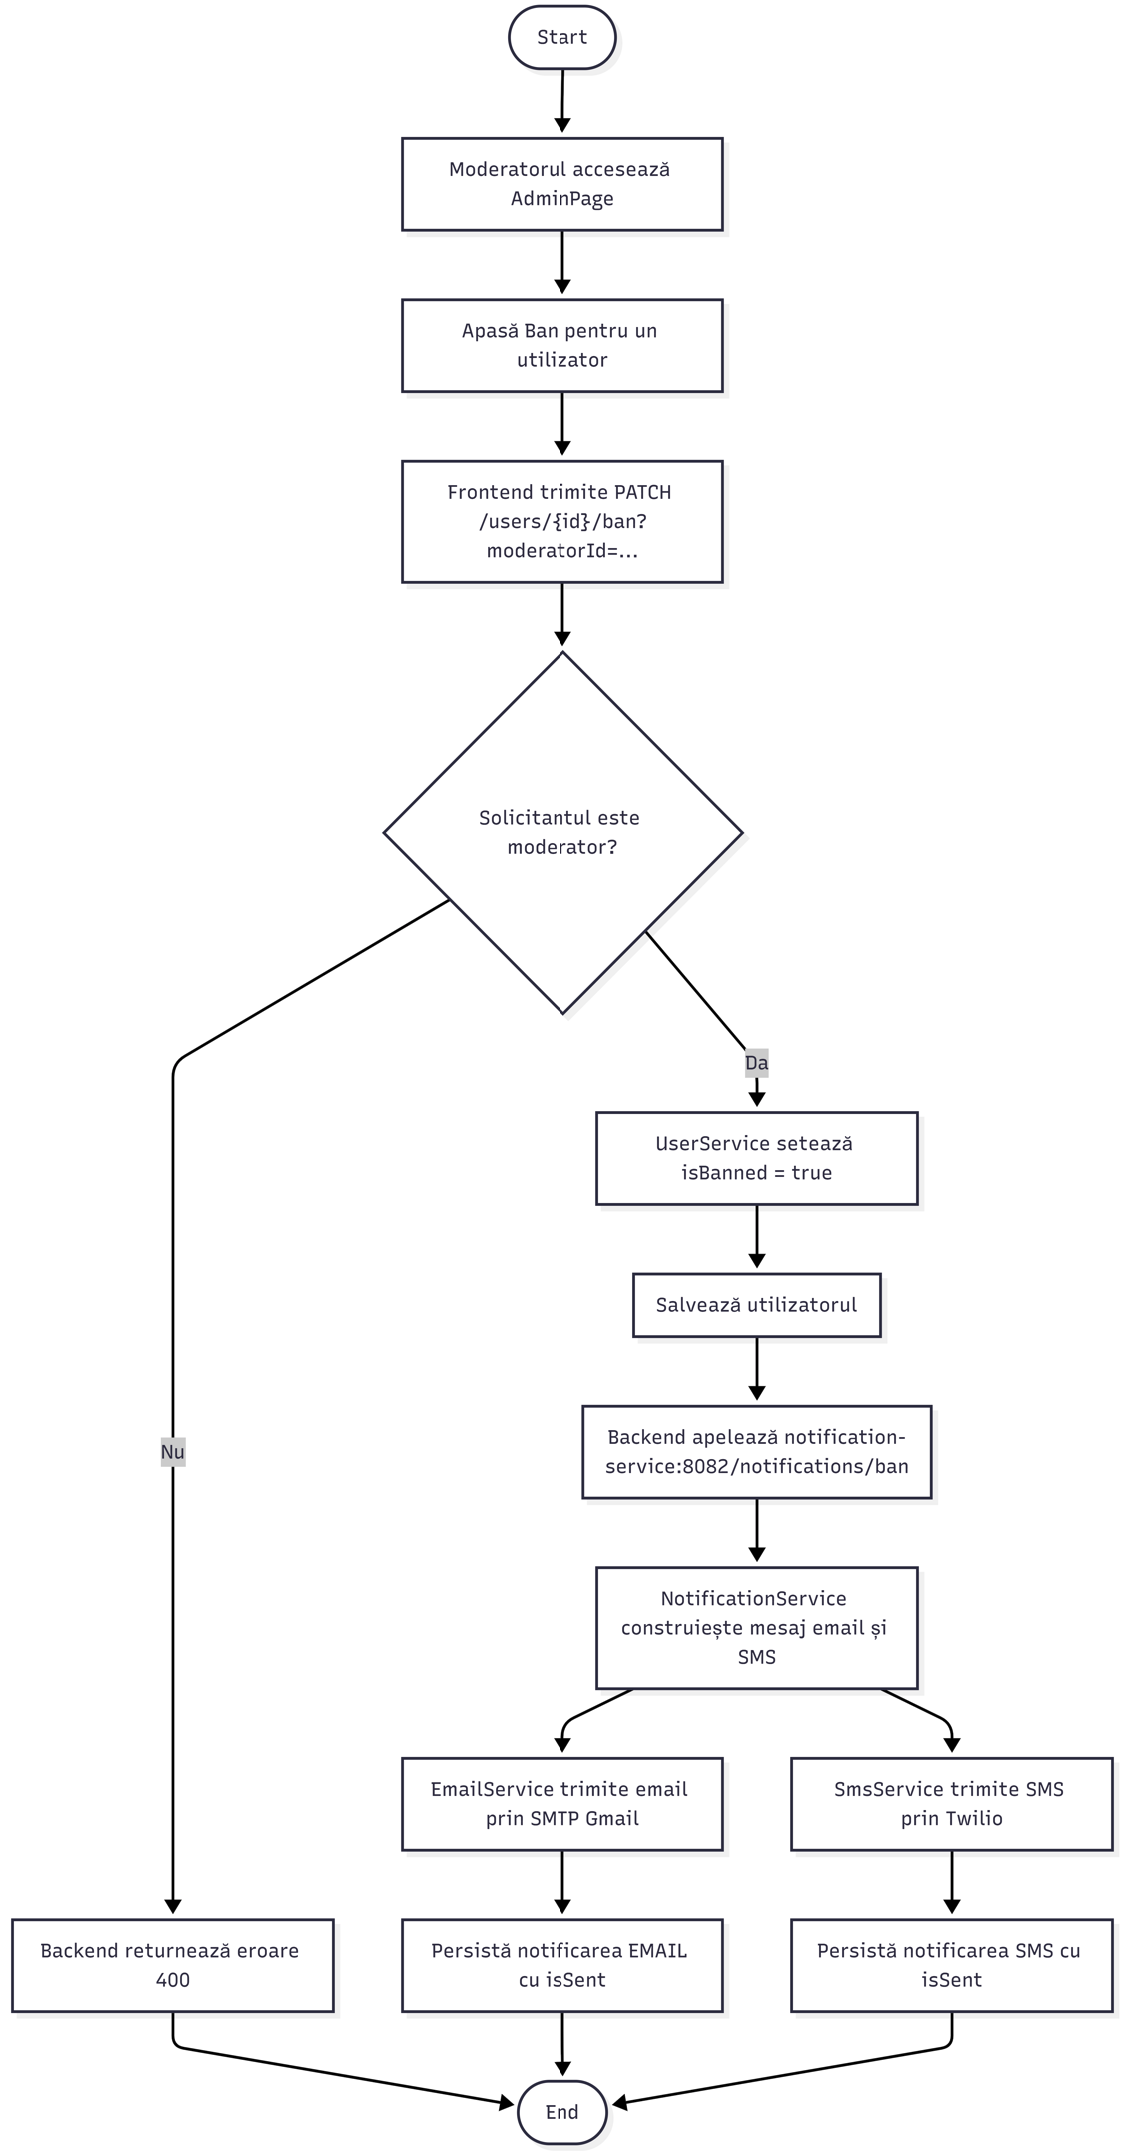 Start
Moderatorul accesează
AdminPage
Apasă Ban pentru un
utilizator
Frontend trimite PATCH
/users/{id}/ban?
moderatorId=...
Solicitantul este
moderator?
Da
UserService setează
isBanned = true
Salvează utilizatorul
Backend apelează notification-
service:8082/notifications/ban
Nu
NotificationService
construiește mesaj email și
SMS
EmailService trimite email
prin SMTP Gmail
SmsService trimite SMS
prin Twilio
Backend returnează eroare
400
Persistă notificarea EMAIL
cu isSent
Persistă notificarea SMS cu
isSent
End